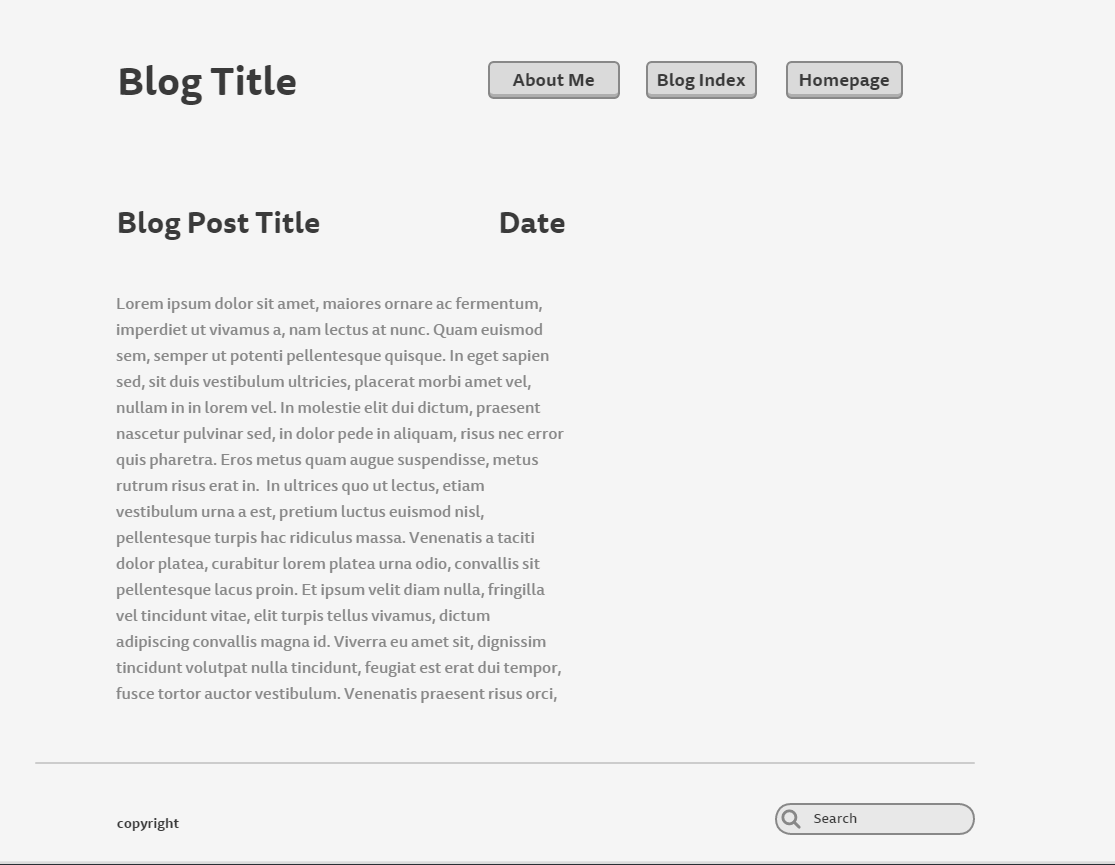 Blog Title
About Me
Blog Index
Homepage
Blog Post Title
Date
Lorem ipsum dolor sit amet, maiores ornare ac fermentum,
imperdiet ut vivamus a, nam lectus at nunc. Quam euismod
sem, semper ut potenti pellentesque quisque. In eget sapien
sed, sit duis vestibulum ultricies, placerat morbi amet vel,
nullam in in lorem vel. In molestie elit dui dictum, praesent
nascetur pulvinar sed, in dolor pede in aliquam, risus nec error
quis pharetra. Eros metus quam augue suspendisse, metus
rutrum risus erat in.  In ultrices quo ut lectus, etiam
vestibulum urna a est, pretium luctus euismod nisl,
pellentesque turpis hac ridiculus massa. Venenatis a taciti
dolor platea, curabitur lorem platea urna odio, convallis sit
pellentesque lacus proin. Et ipsum velit diam nulla, fringilla
vel tincidunt vitae, elit turpis tellus vivamus, dictum
adipiscing convallis magna id. Viverra eu amet sit, dignissim
tincidunt volutpat nulla tincidunt, feugiat est erat dui tempor,
fusce tortor auctor vestibulum. Venenatis praesent risus orci,
copyright
Search